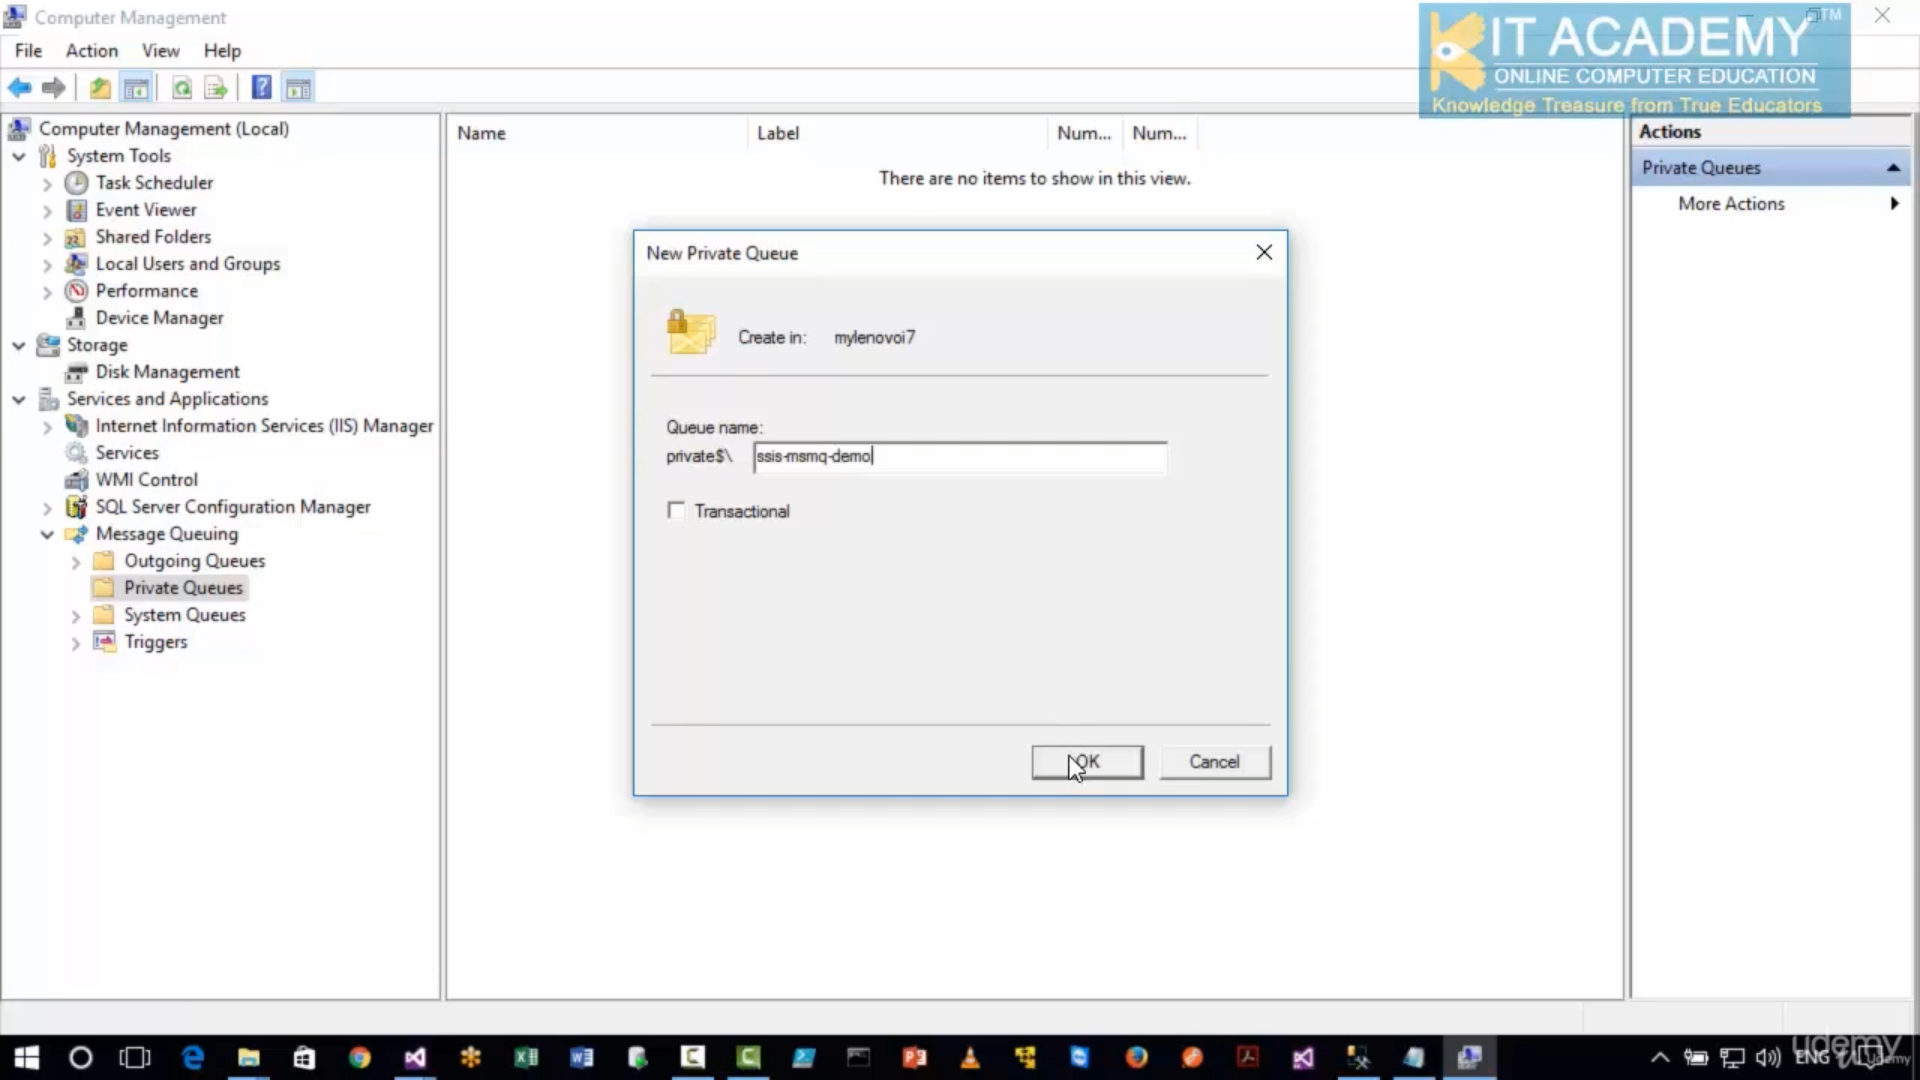 Computer Management
File Action View Help
IT ACADEMY TM
ONLINE COMPUTER EDUCATION
Knowledge Treasure from True Educators
Computer Management (Local)
System Tools
Task Scheduler
Event Viewer
Shared Folders
Local Users and Groups
Performance
Device Manager
Storage
Disk Management
Services and Applications
Internet Information Services (IIS) Manager
Services
WMI Control
SQL Server Configuration Manager
Message Queuing
Outgoing Queues
Private Queues
System Queues
Triggers
Name Label Num... Num...
There are no items to show in this view.
New Private Queue
Create in: mylenovoi7
Queue name:
private$\ ssis-msmq-demo
Transactional
OK Cancel
Actions
Private Queues
More Actions
ENG
udemy